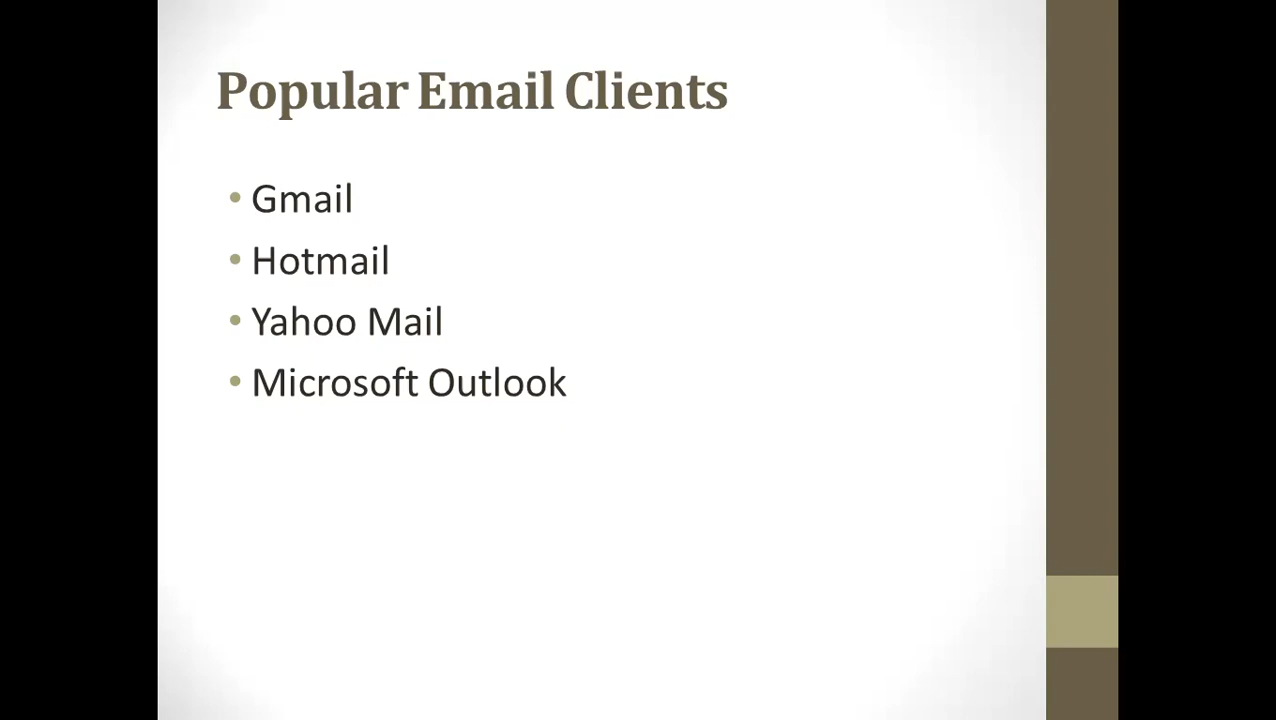 Popular Email Clients
• Gmail
• Hotmail
• Yahoo Mail
• Microsoft Outlook